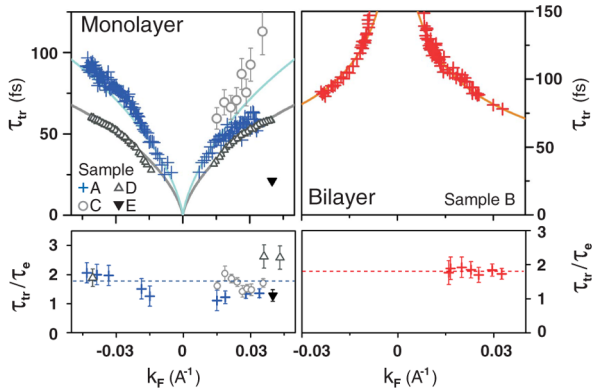 Monolayer
100
50
0
τtr (fs)
Sample
+ A △ D
○ C ▼ E
150
100
50
0
τtr (fs)
Bilayer
Sample B
3
2
1
0
τtr/τe
-0.03 0 0.03
kF (A⁻¹)
3
2
1
0
τtr/τe
-0.03 0 0.03
kF (A⁻¹)